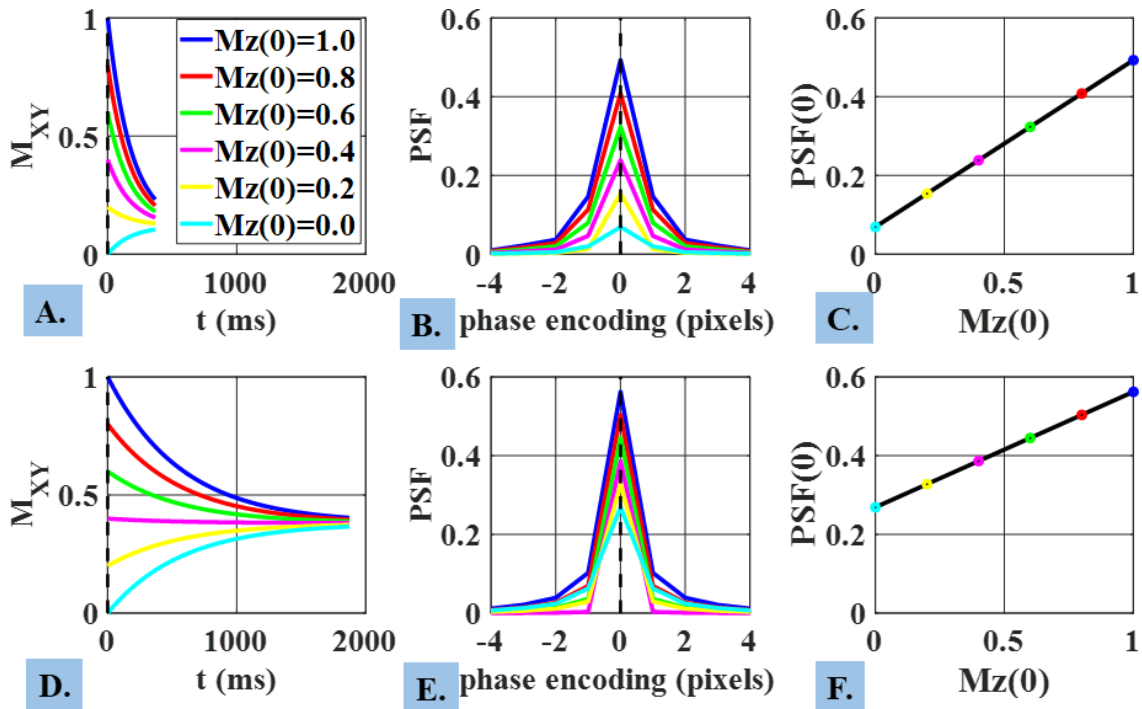 1
0.5
0
M_XY
Mz(0)=1.0
Mz(0)=0.8
Mz(0)=0.6
Mz(0)=0.4
Mz(0)=0.2
Mz(0)=0.0
0 1000 2000
t (ms)
A.
0.6
0.4
0.2
0
PSF
-4 -2 0 2 4
phase encoding (pixels)
B.
0.6
0.4
0.2
0
PSF(0)
0 0.5 1
Mz(0)
C.
1
0.5
0
M_XY
0 1000 2000
t (ms)
D.
0.6
0.4
0.2
0
PSF
-4 -2 0 2 4
phase encoding (pixels)
E.
0.6
0.4
0.2
0
PSF(0)
0 0.5 1
Mz(0)
F.